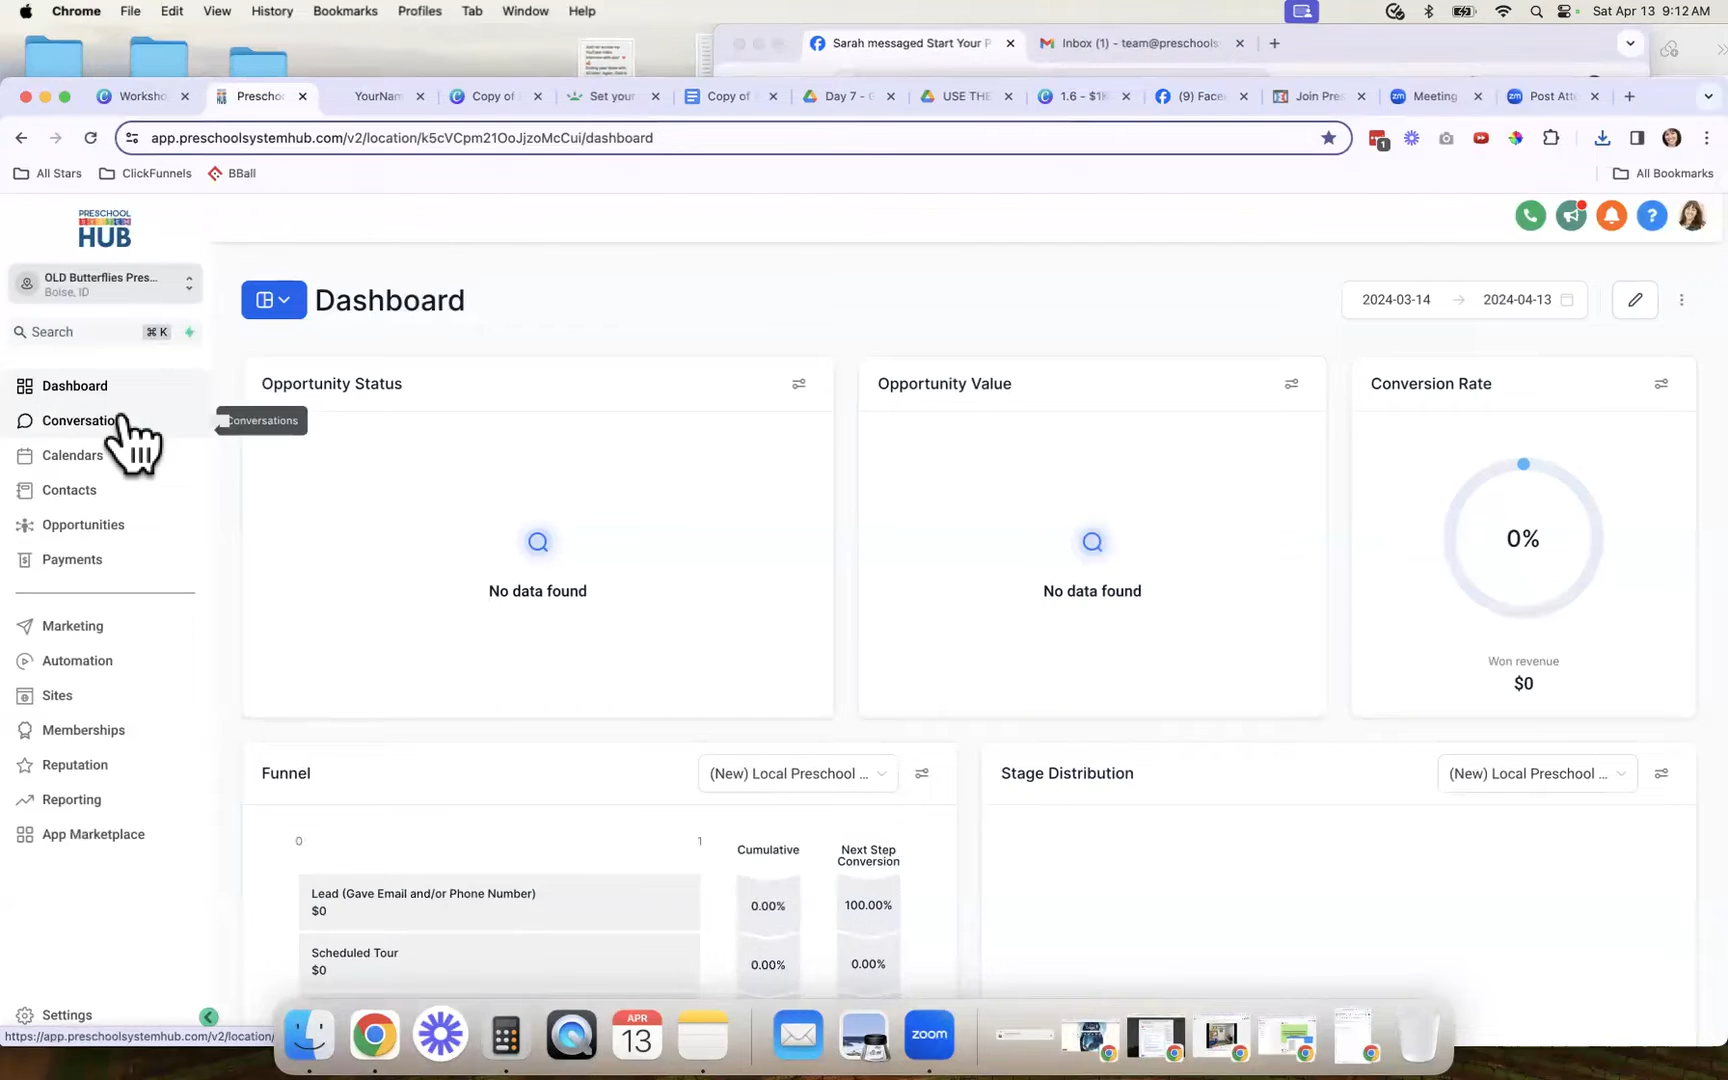 Chrome File Edit View History Bookmarks Profiles Tab Window Help Sat Apr 13 9:12 AM
Sarah messaged Start Your P Inbox (1) - team@preschools
Worksho Prescho YourNam Copy of Set your Copy of Day 7 - G USE THE 1.6 - $1K (9) Face Join Pres Meeting Post Atte
app.preschoolsystemhub.com/v2/location/k5cVCpm21OoJjzoMcCui/dashboard
1
All Stars ClickFunnels BBall All Bookmarks
PRESCHOOL
SYSTEM
HUB
OLD Butterflies Pres...
Boise, ID
Search ⌘ K
Dashboard
Conversatio
Conversations
Calendars
Contacts
Opportunities
Payments
Marketing
Automation
Sites
Memberships
Reputation
Reporting
App Marketplace
Settings
https://app.preschoolsystemhub.com/v2/location/
Dashboard
2024-03-14 → 2024-04-13
Opportunity Status
No data found
Opportunity Value
No data found
Conversion Rate
0%
Won revenue
$0
Funnel (New) Local Preschool ...
0 1
Cumulative
Next Step
Conversion
Lead (Gave Email and/or Phone Number)
$0
0.00% 100.00%
Scheduled Tour
$0
0.00% 0.00%
Stage Distribution (New) Local Preschool ...
APR
13
zoom